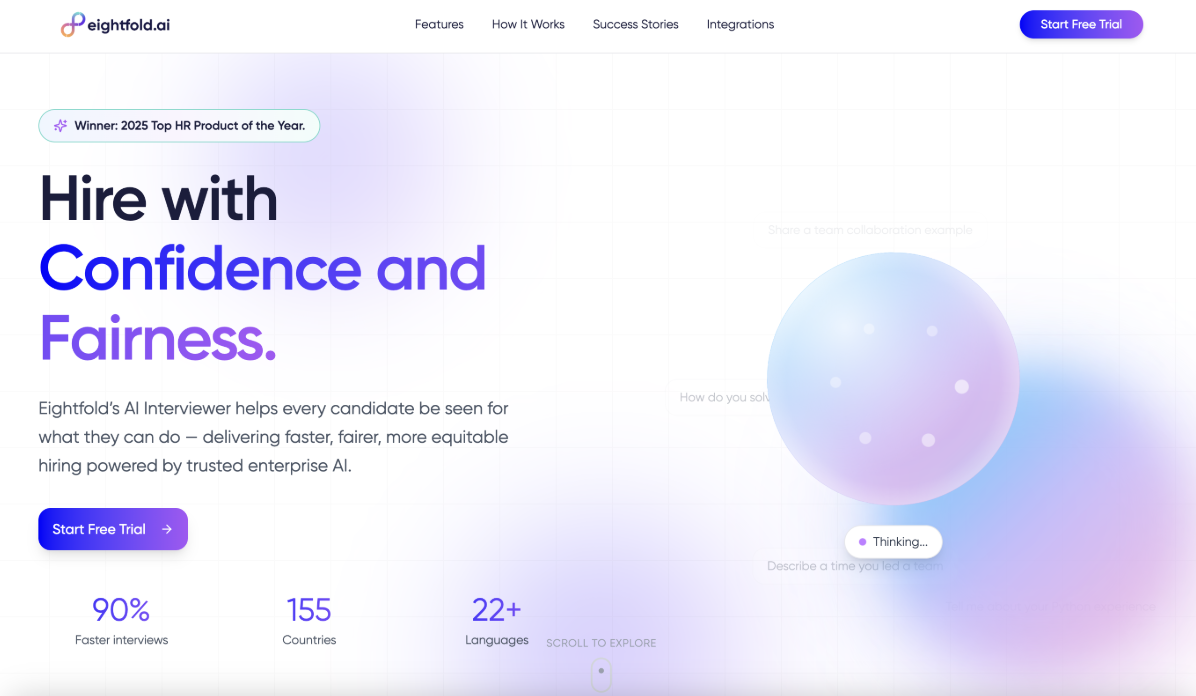 eightfold.ai
Features
How It Works
Success Stories
Integrations
Start Free Trial
Winner: 2025 Top HR Product of the Year.
Hire with
Confidence and
Fairness.
Eightfold’s AI Interviewer helps every candidate be seen for
what they can do — delivering faster, fairer, more equitable
hiring powered by trusted enterprise AI.
Start Free Trial
90%
Faster interviews
155
Countries
22+
Languages
SCROLL TO EXPLORE
Share a team collaboration example
How do you solv
Thinking...
Describe a time you led a team